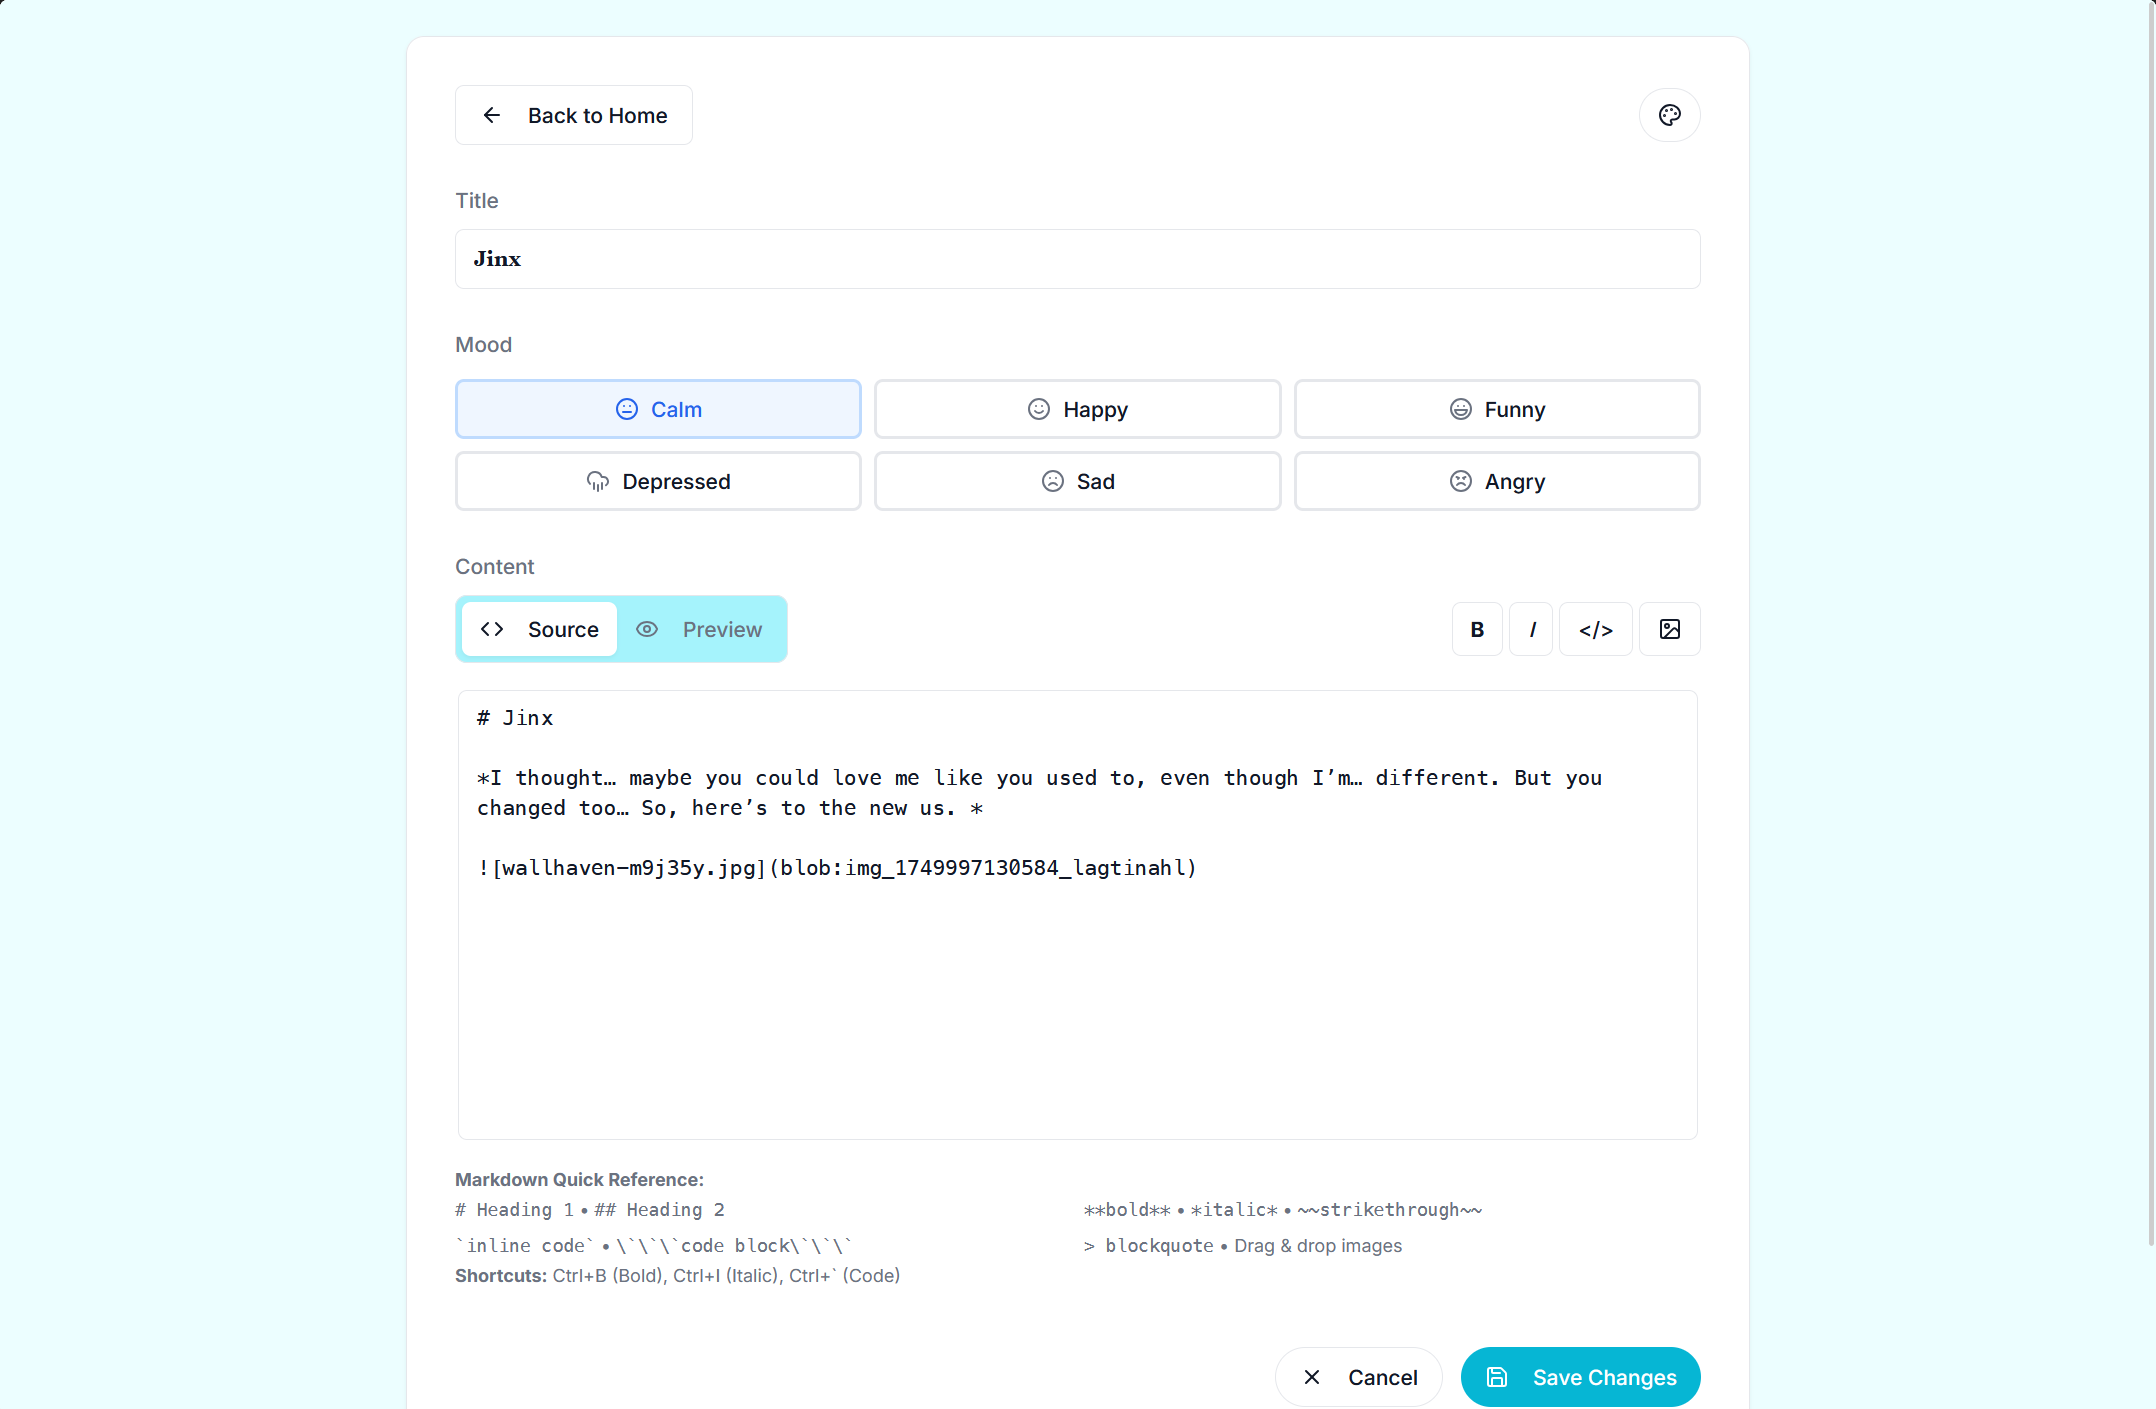 Back to Home
Title
Jinx
Mood
Calm
Happy
Funny
Depressed
Sad
Angry
Content
Source
Preview
B
I
</>
# Jinx
*I thought… maybe you could love me like you used to, even though I’m… different. But you
changed too… So, here’s to the new us. *
![wallhaven-m9j35y.jpg](blob:img_1749997130584_lagtinahl)
Markdown Quick Reference:
# Heading 1 • ## Heading 2
**bold** • *italic* • ~~strikethrough~~
`inline code` • \`\`\`code block\`\`\`
> blockquote • Drag & drop images
Shortcuts: Ctrl+B (Bold), Ctrl+I (Italic), Ctrl+` (Code)
Cancel
Save Changes